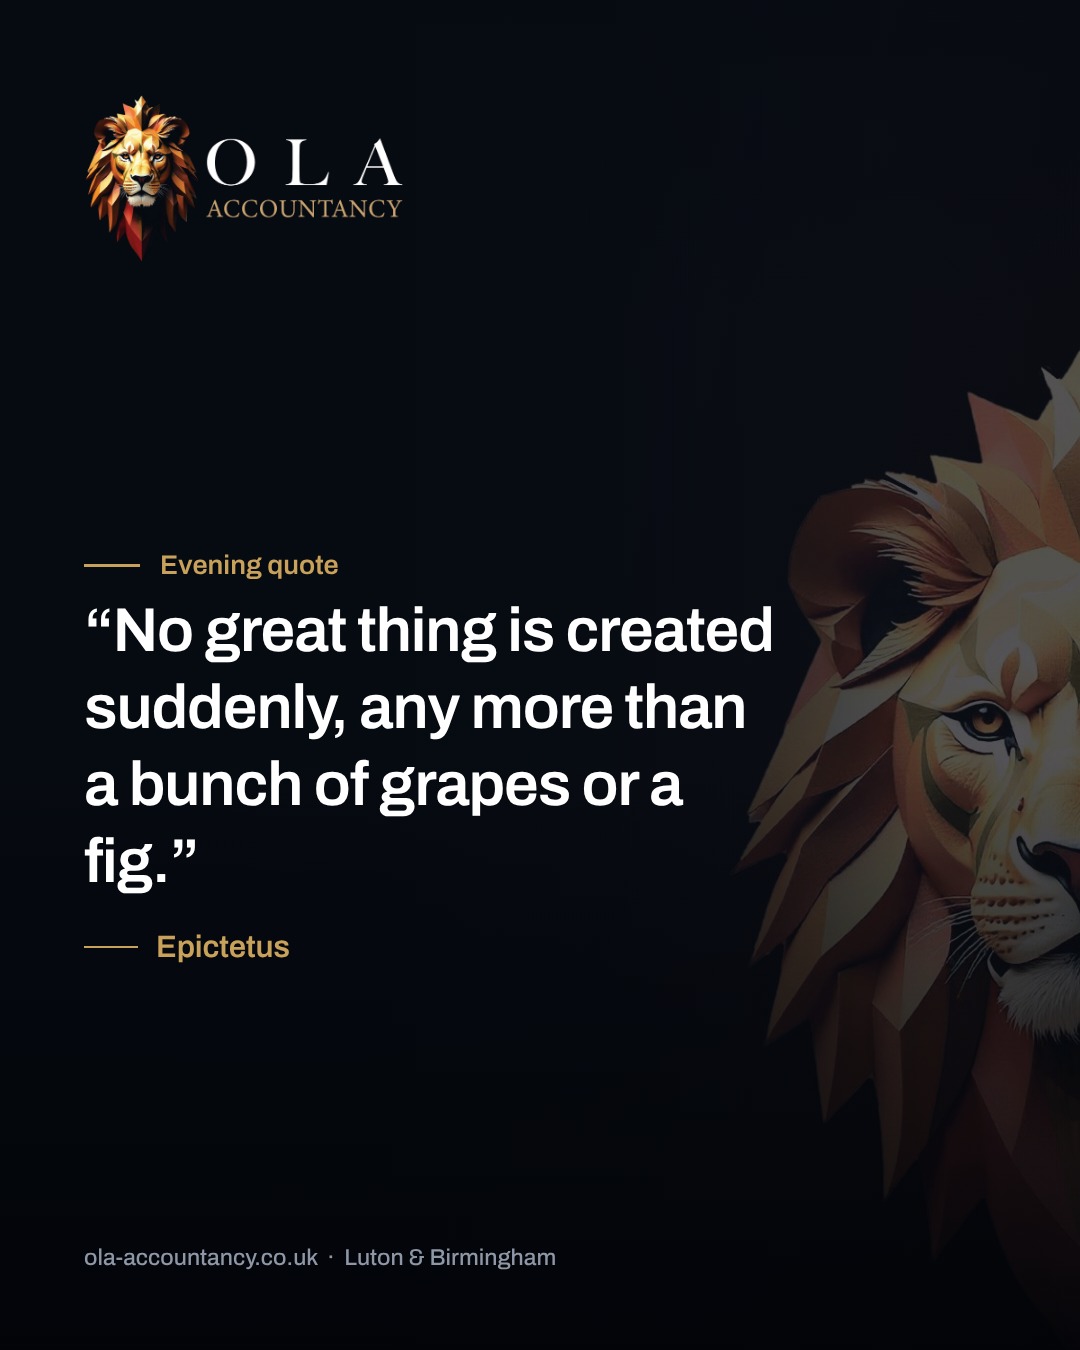 OLA
ACCOUNTANCY
Evening quote
“No great thing is created
suddenly, any more than
a bunch of grapes or a
fig.”
Epictetus
ola-accountancy.co.uk · Luton & Birmingham